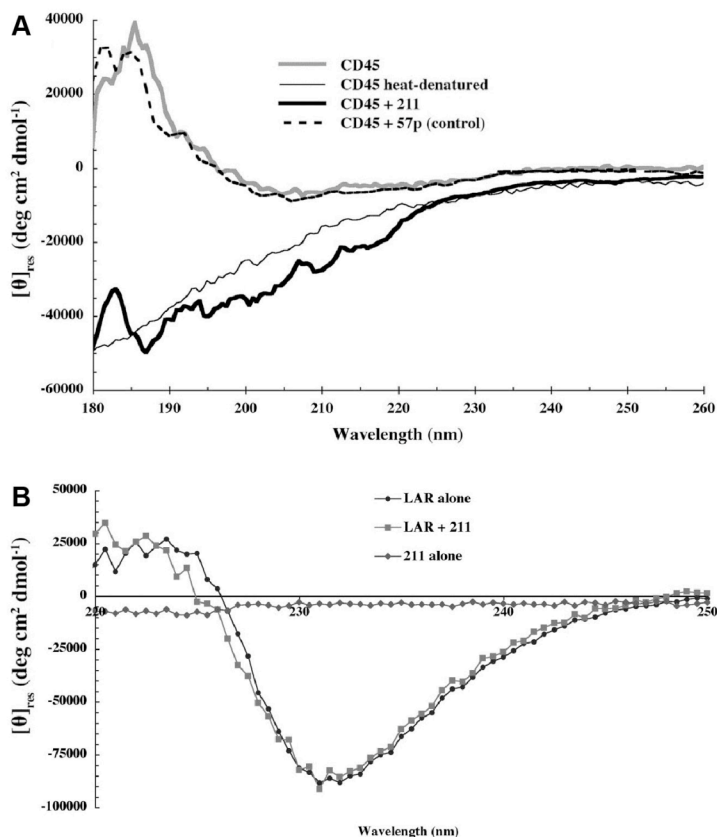 A
40000
20000
0
-20000
-40000
-60000
[θ]res (deg cm2 dmol-1)
CD45
CD45 heat-denatured
CD45 + 211
CD45 + 57p (control)
180 190 200 210 220 230 240 250 260
Wavelength (nm)
B
50000
25000
0
-25000
-50000
-75000
-100000
[θ]res (deg cm2 dmol-1)
LAR alone
LAR + 211
211 alone
220 230 240 250
Wavelength (nm)